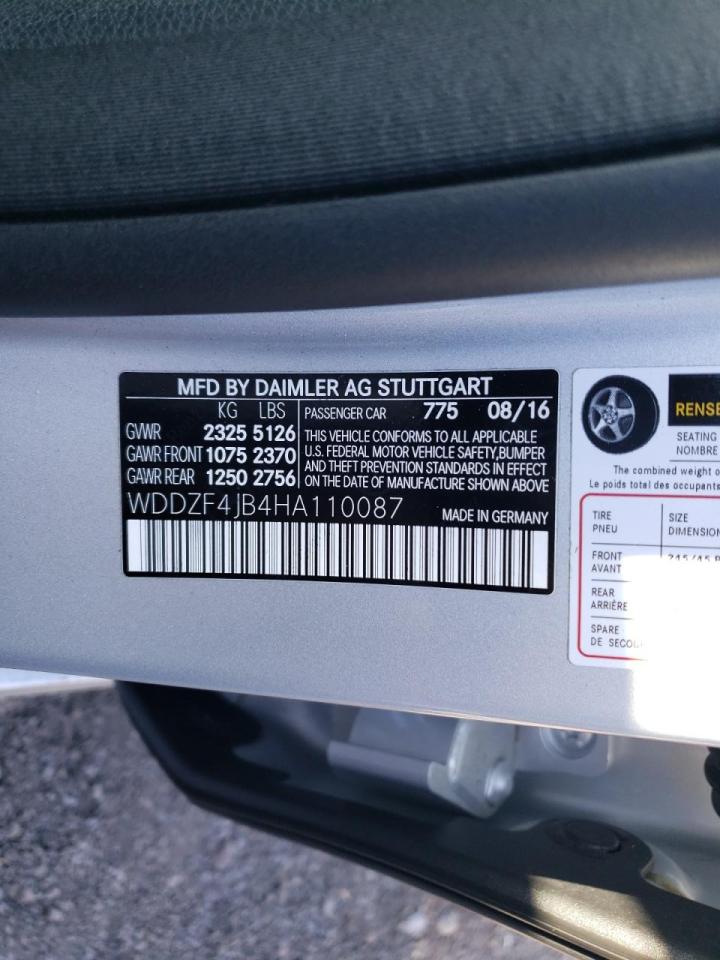 MFD BY DAIMLER AG STUTTGART
KG LBS
GVWR 2325 5126
GAWR FRONT 1075 2370
GAWR REAR 1250 2756
PASSENGER CAR 775 08/16
THIS VEHICLE CONFORMS TO ALL APPLICABLE
U.S. FEDERAL MOTOR VEHICLE SAFETY,BUMPER
AND THEFT PREVENTION STANDARDS IN EFFECT
ON THE DATE OF MANUFACTURE SHOWN ABOVE
WDDZF4JB4HA110087
MADE IN GERMANY
SEATING
NOMBRE
The combined weight
Le poids total des
TIRE SIZE
PNEU DIMENSION
FRONT
AVANT
REAR
ARRIÈRE
SPARE
DE